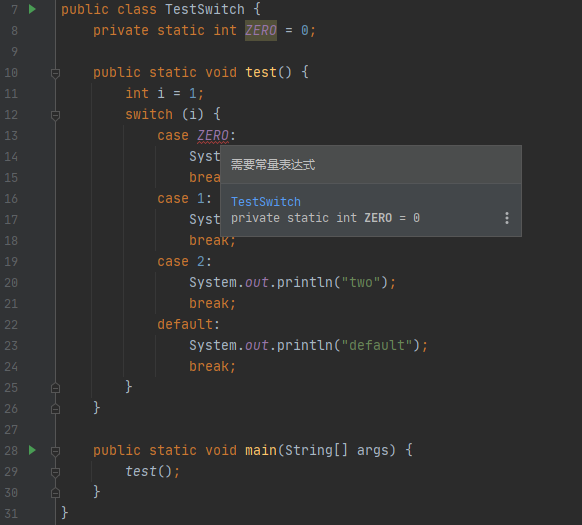 7 public class TestSwitch {
8     private static int ZERO = 0;
9
10     public static void test() {
11         int i = 1;
12         switch (i) {
13             case ZERO:
14                 Syst
需要常量表达式
15                 brea
16             case 1:
TestSwitch
17                 Syst
private static int ZERO = 0
18                 break;
19             case 2:
20                 System.out.println("two");
21                 break;
22             default:
23                 System.out.println("default");
24                 break;
25         }
26     }
27
28     public static void main(String[] args) {
29         test();
30     }
31 }